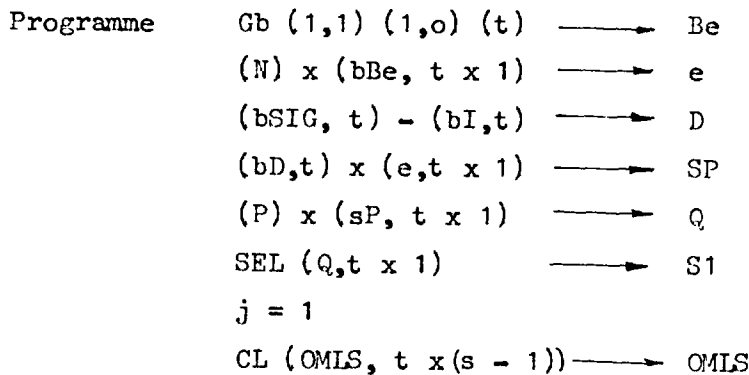 Programme Gb (1,1) (1,o) (t) ⟶ Be
(N) x (bBe, t x 1) ⟶ e
(bSIG, t) - (bI,t) ⟶ D
(bD,t) x (e,t x 1) ⟶ SP
(P) x (sP, t x 1) ⟶ Q
SEL (Q,t x 1) ⟶ S1
j = 1
CL (OMLS, t x (s - 1)) ⟶ OMLS